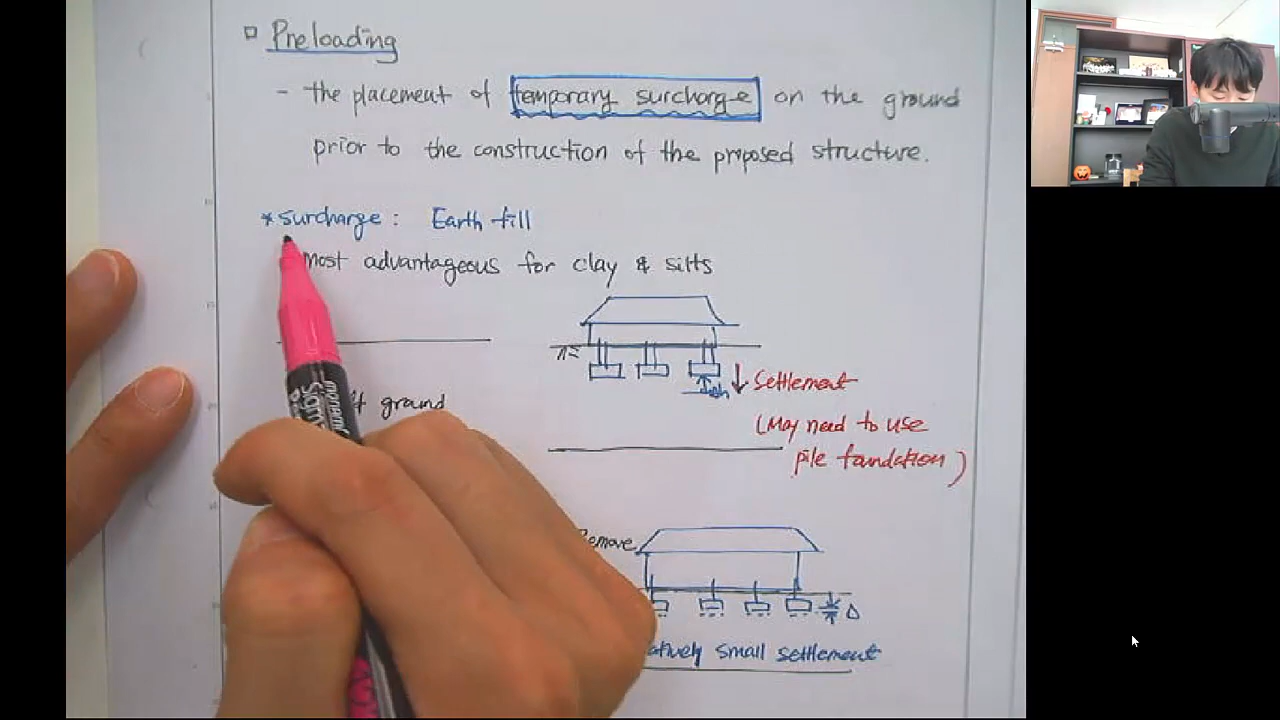 Preloading
- the placement of temporary surcharge on the ground
prior to the construction of the proposed structure.
* Surcharge : Earth fill
most advantageous for clay & silts
Settlement
ground
(May need to use
pile foundation)
Remove
Δ
small settlement